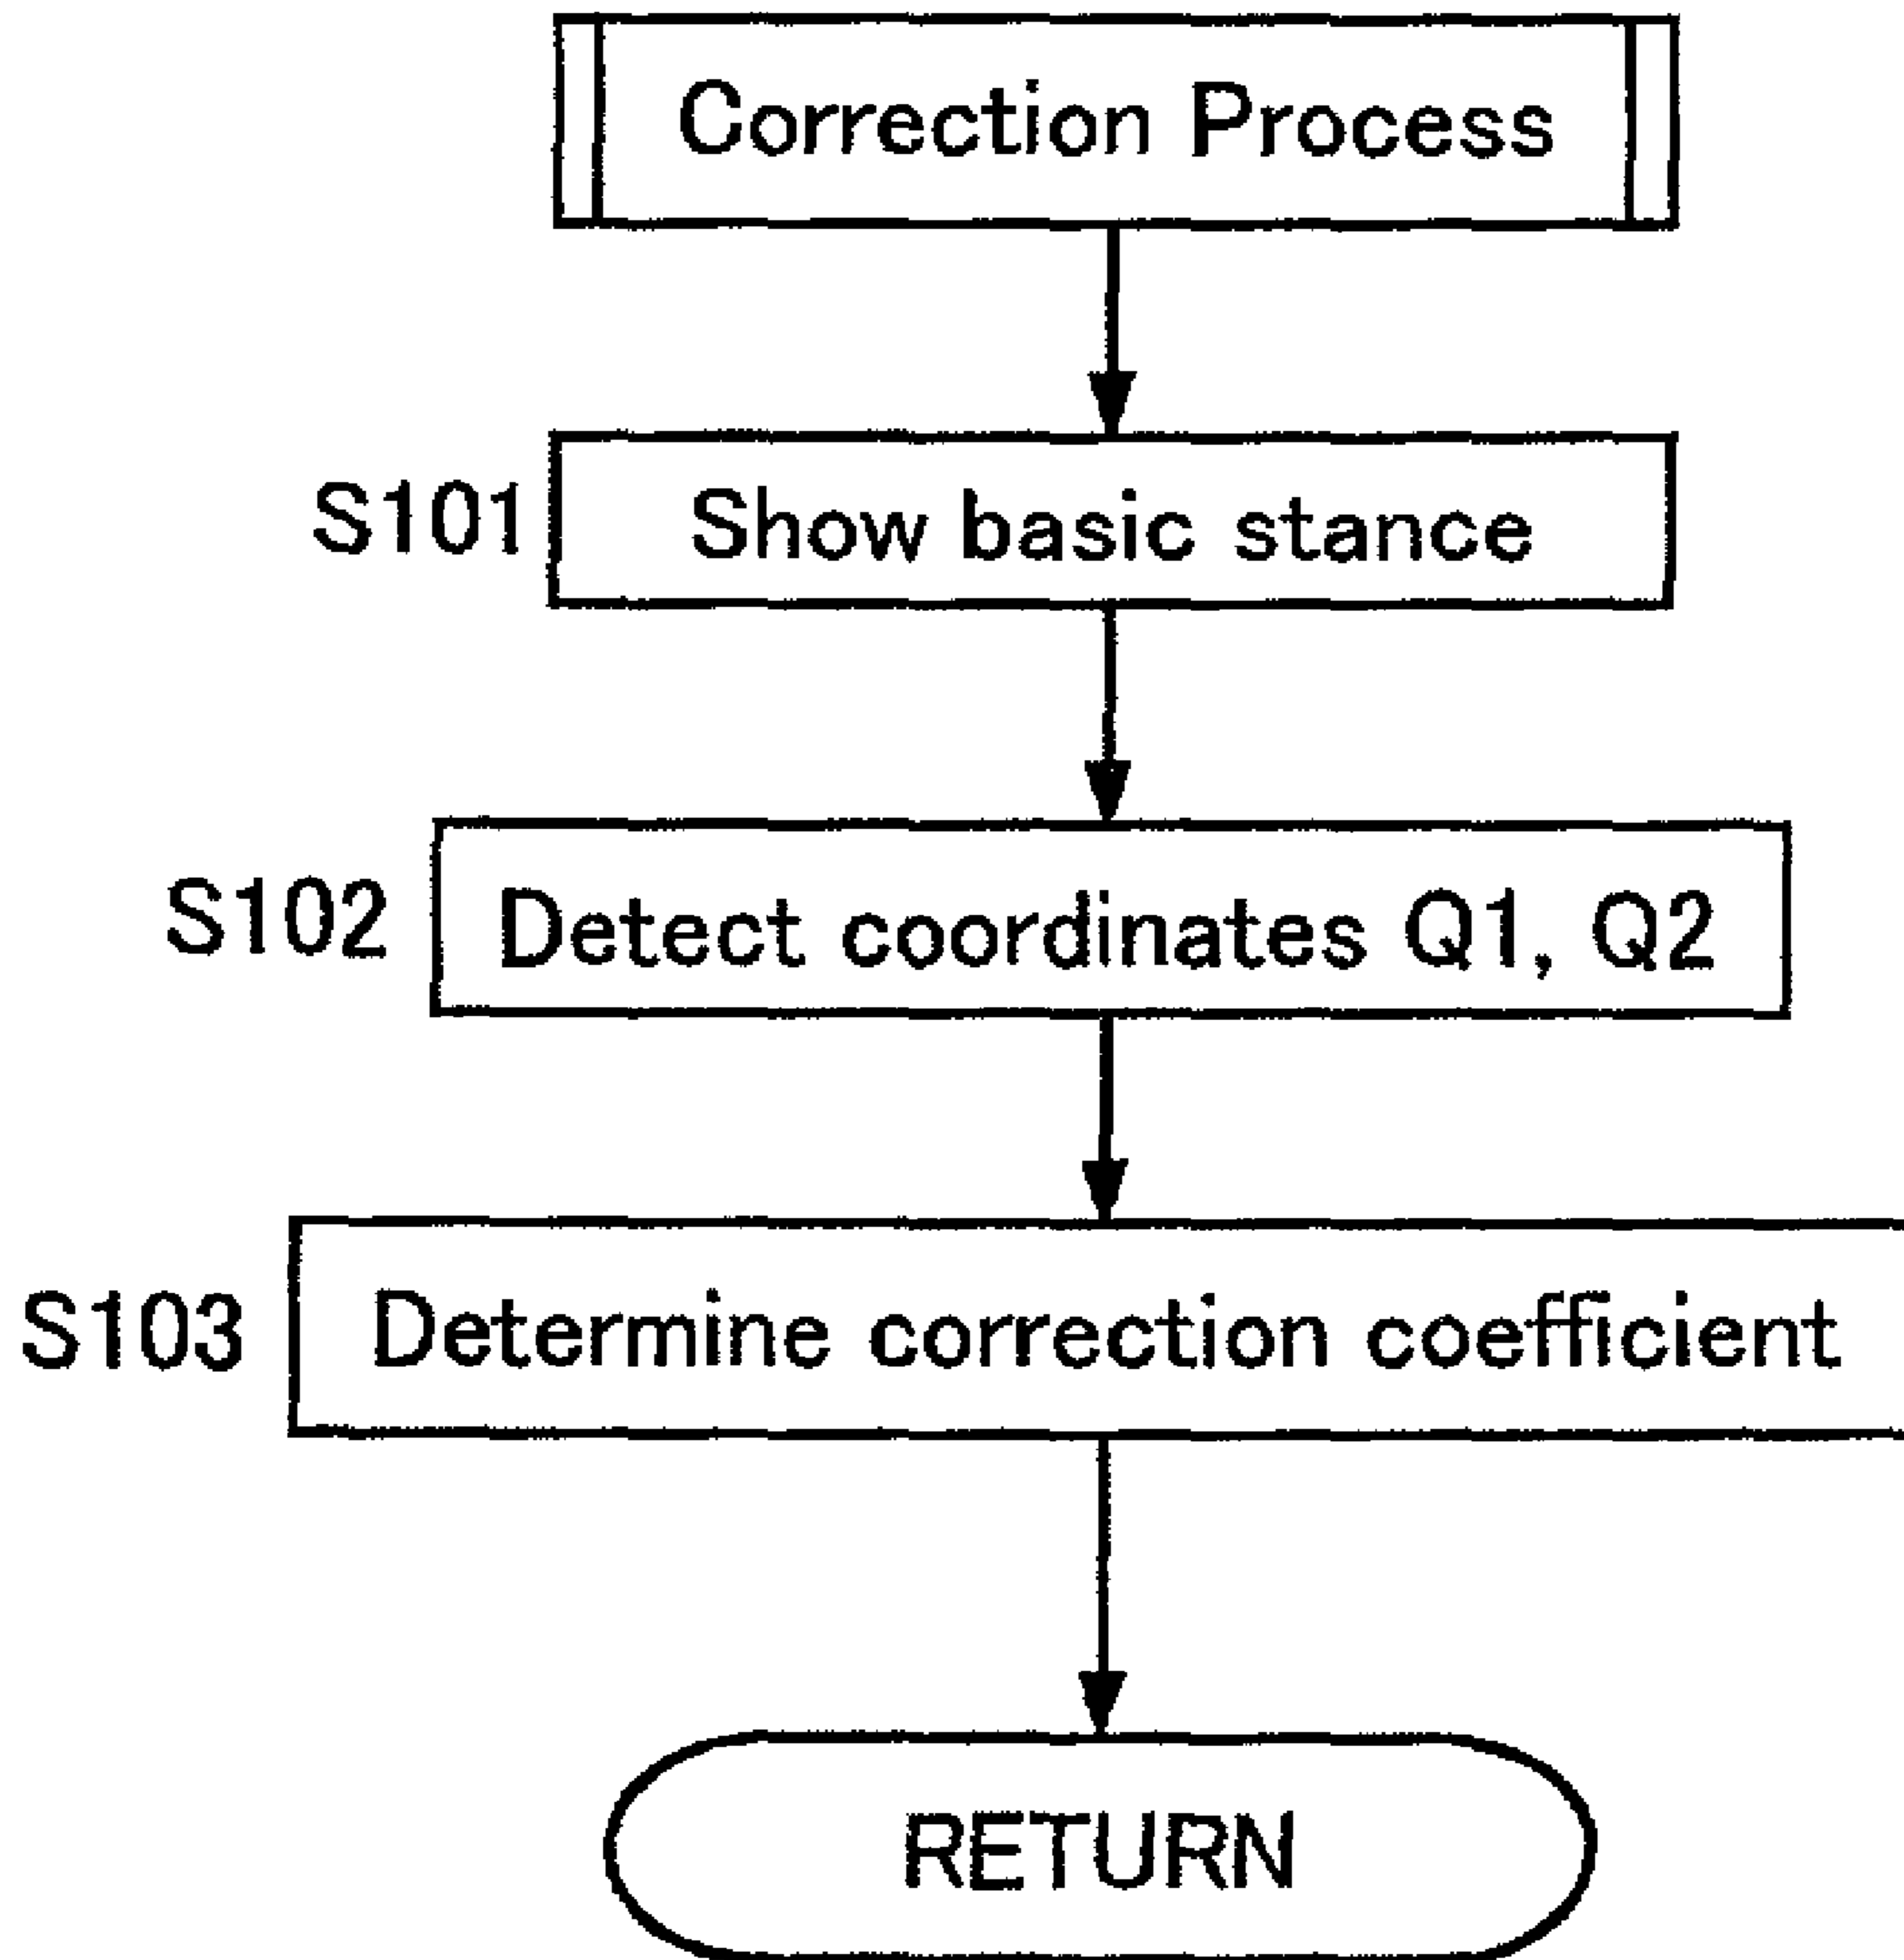 Correction Process
S101 Show basic stance
S102 Detect coordinates Q1, Q2
S103 Determine correction coefficient
RETURN